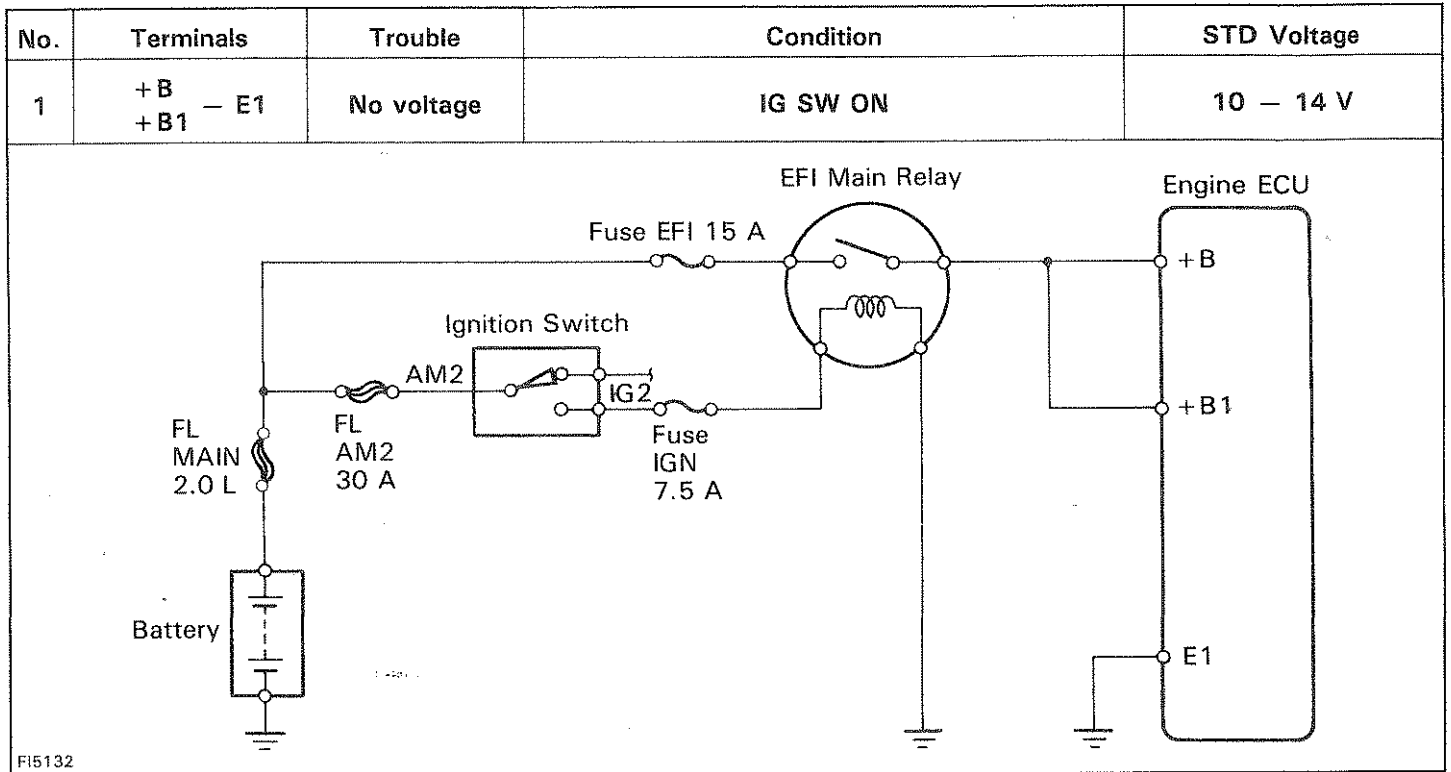 No. Terminals Trouble Condition STD Voltage
1 +B +B1 – E1 No voltage IG SW ON 10 – 14 V
EFI Main Relay
Engine ECU
Fuse EFI 15 A
+B
Ignition Switch
AM2
IG2
+B1
FL
MAIN
2.0 L
FL
AM2
30 A
Fuse
IGN
7.5 A
Battery
E1
FI5132